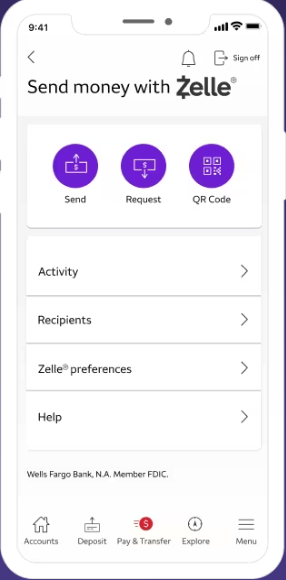 9:41
Sign off
Send money with Zelle®
$ $
Send Request QR Code
Activity
Recipients
Zelle® preferences
Help
Wells Fargo Bank, N.A. Member FDIC.
$
Accounts Deposit Pay & Transfer Explore Menu